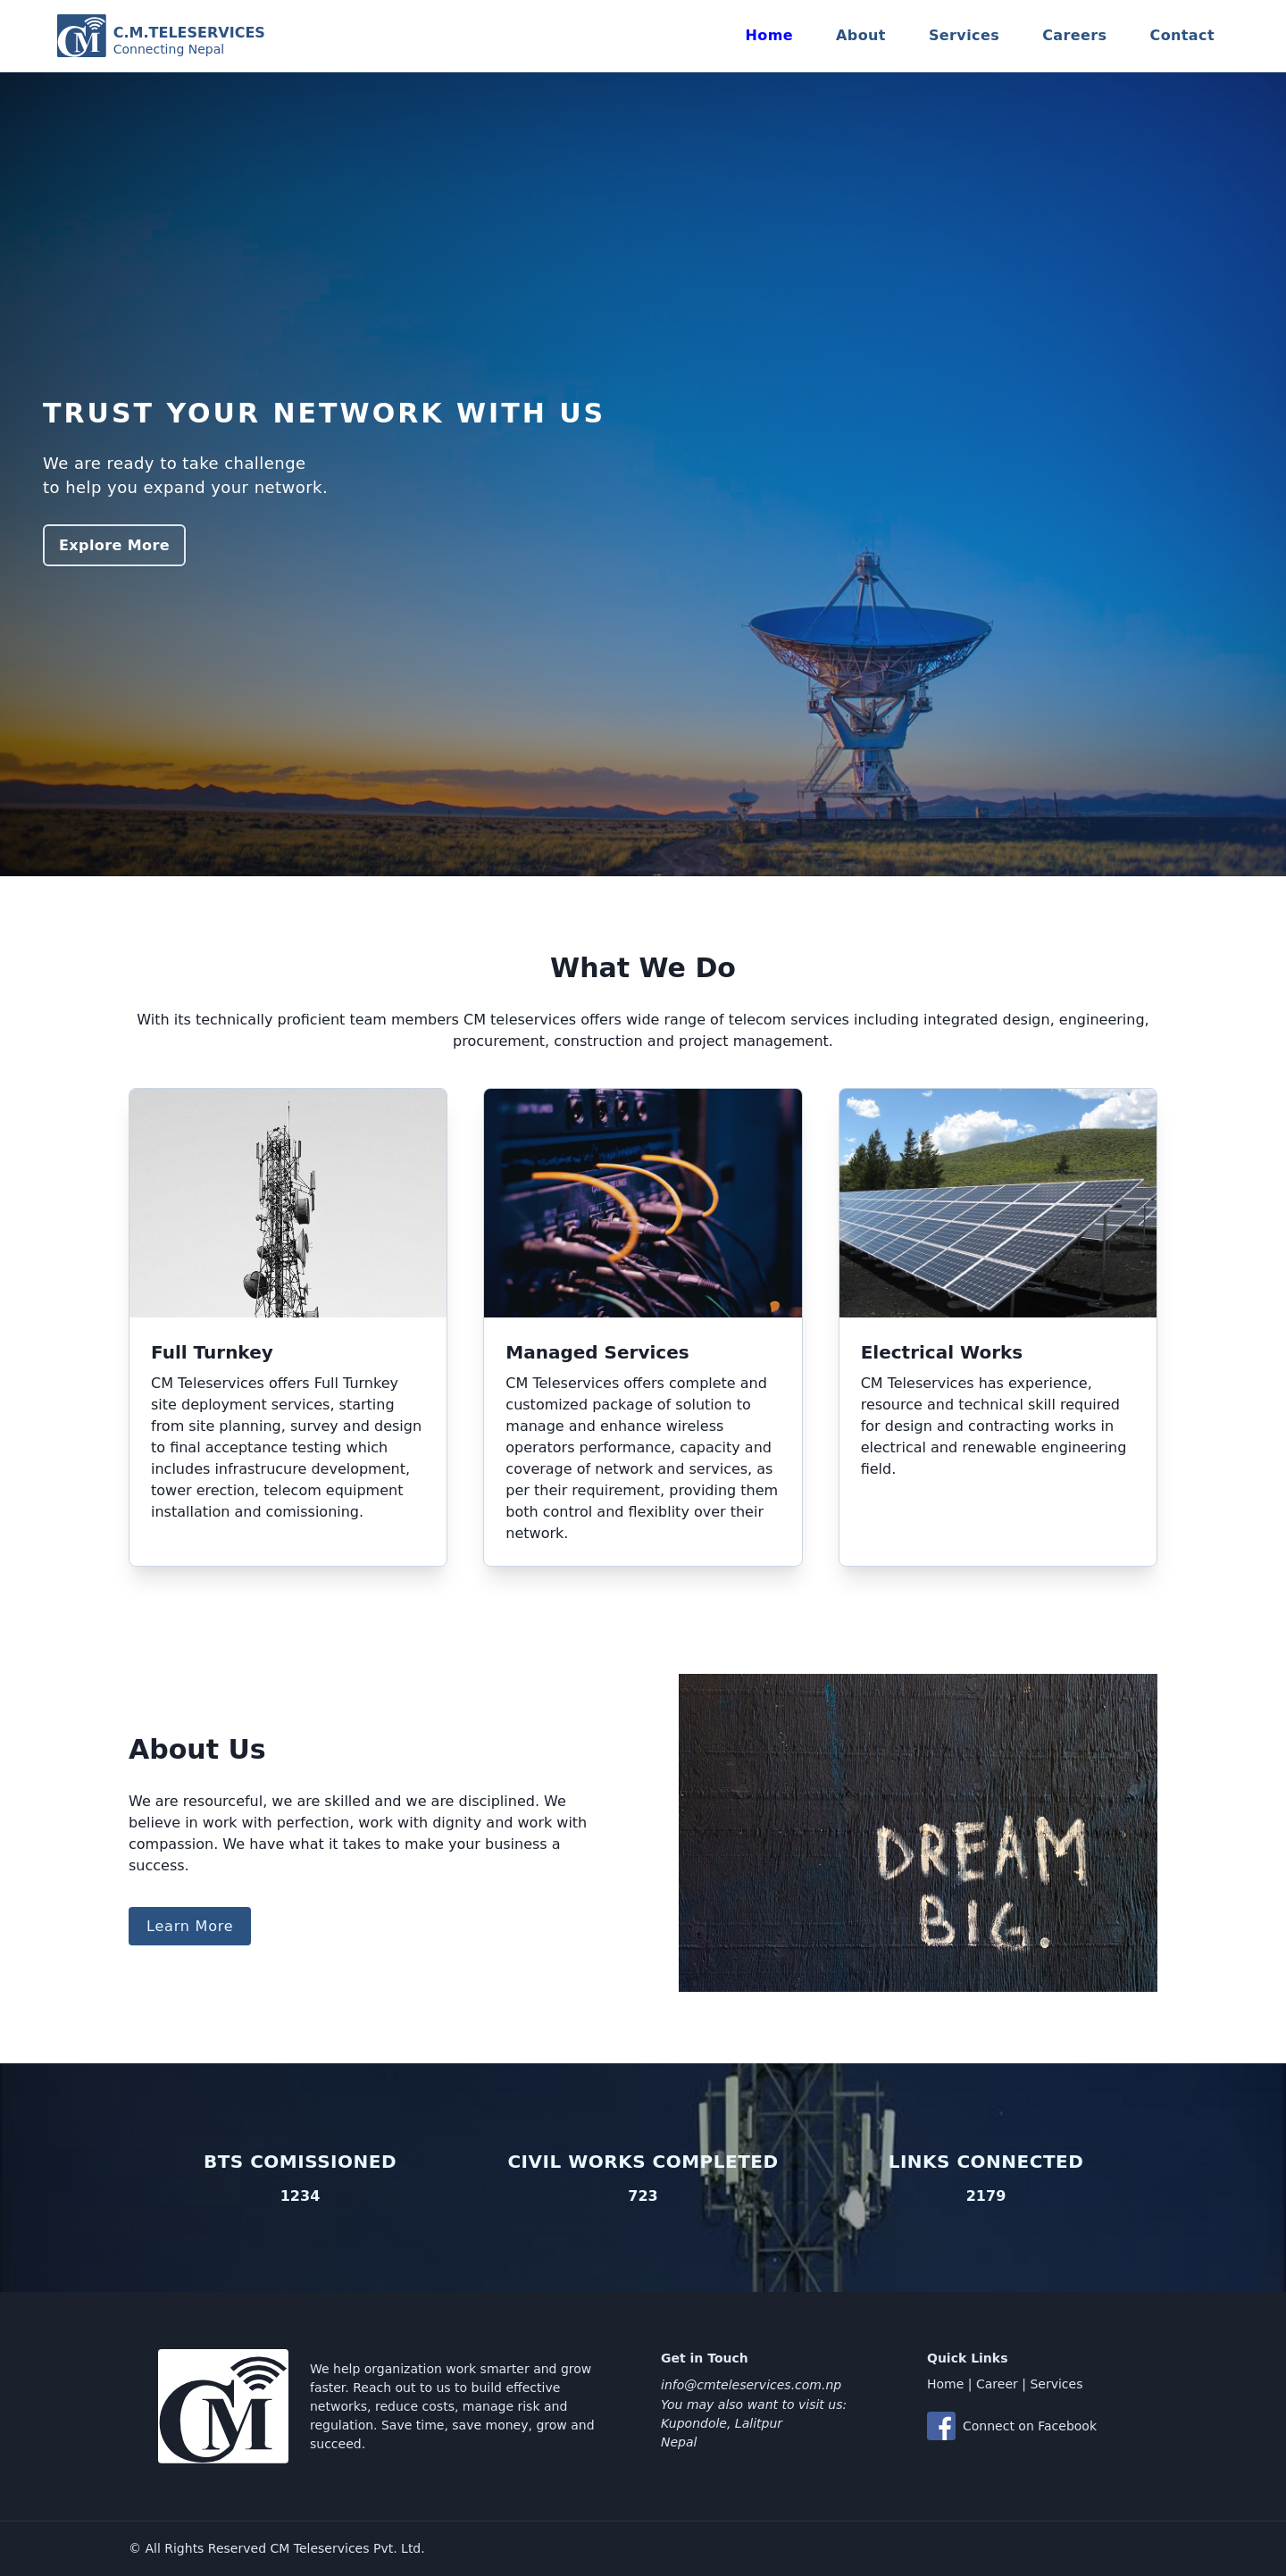 CM
C.M.TELESERVICES
Connecting Nepal
Home
About
Services
Careers
Contact
TRUST YOUR NETWORK WITH US
We are ready to take challenge
to help you expand your network.
Explore More
What We Do
With its technically proficient team members CM teleservices offers wide range of telecom services including integrated design, engineering,
procurement, construction and project management.
Full Turnkey
CM Teleservices offers Full Turnkey
site deployment services, starting
from site planning, survey and design
to final acceptance testing which
includes infrastrucure development,
tower erection, telecom equipment
installation and comissioning.
Managed Services
CM Teleservices offers complete and
customized package of solution to
manage and enhance wireless
operators performance, capacity and
coverage of network and services, as
per their requirement, providing them
both control and flexiblity over their
network.
Electrical Works
CM Teleservices has experience,
resource and technical skill required
for design and contracting works in
electrical and renewable engineering
field.
About Us
We are resourceful, we are skilled and we are disciplined. We
believe in work with perfection, work with dignity and work with
compassion. We have what it takes to make your business a
success.
Learn More
DREAM
BIG.
BTS COMISSIONED
1234
CIVIL WORKS COMPLETED
723
LINKS CONNECTED
2179
CM
We help organization work smarter and grow
faster. Reach out to us to build effective
networks, reduce costs, manage risk and
regulation. Save time, save money, grow and
succeed.
Get in Touch
info@cmteleservices.com.np
You may also want to visit us:
Kupondole, Lalitpur
Nepal
Quick Links
Home | Career | Services
Connect on Facebook
© All Rights Reserved CM Teleservices Pvt. Ltd.